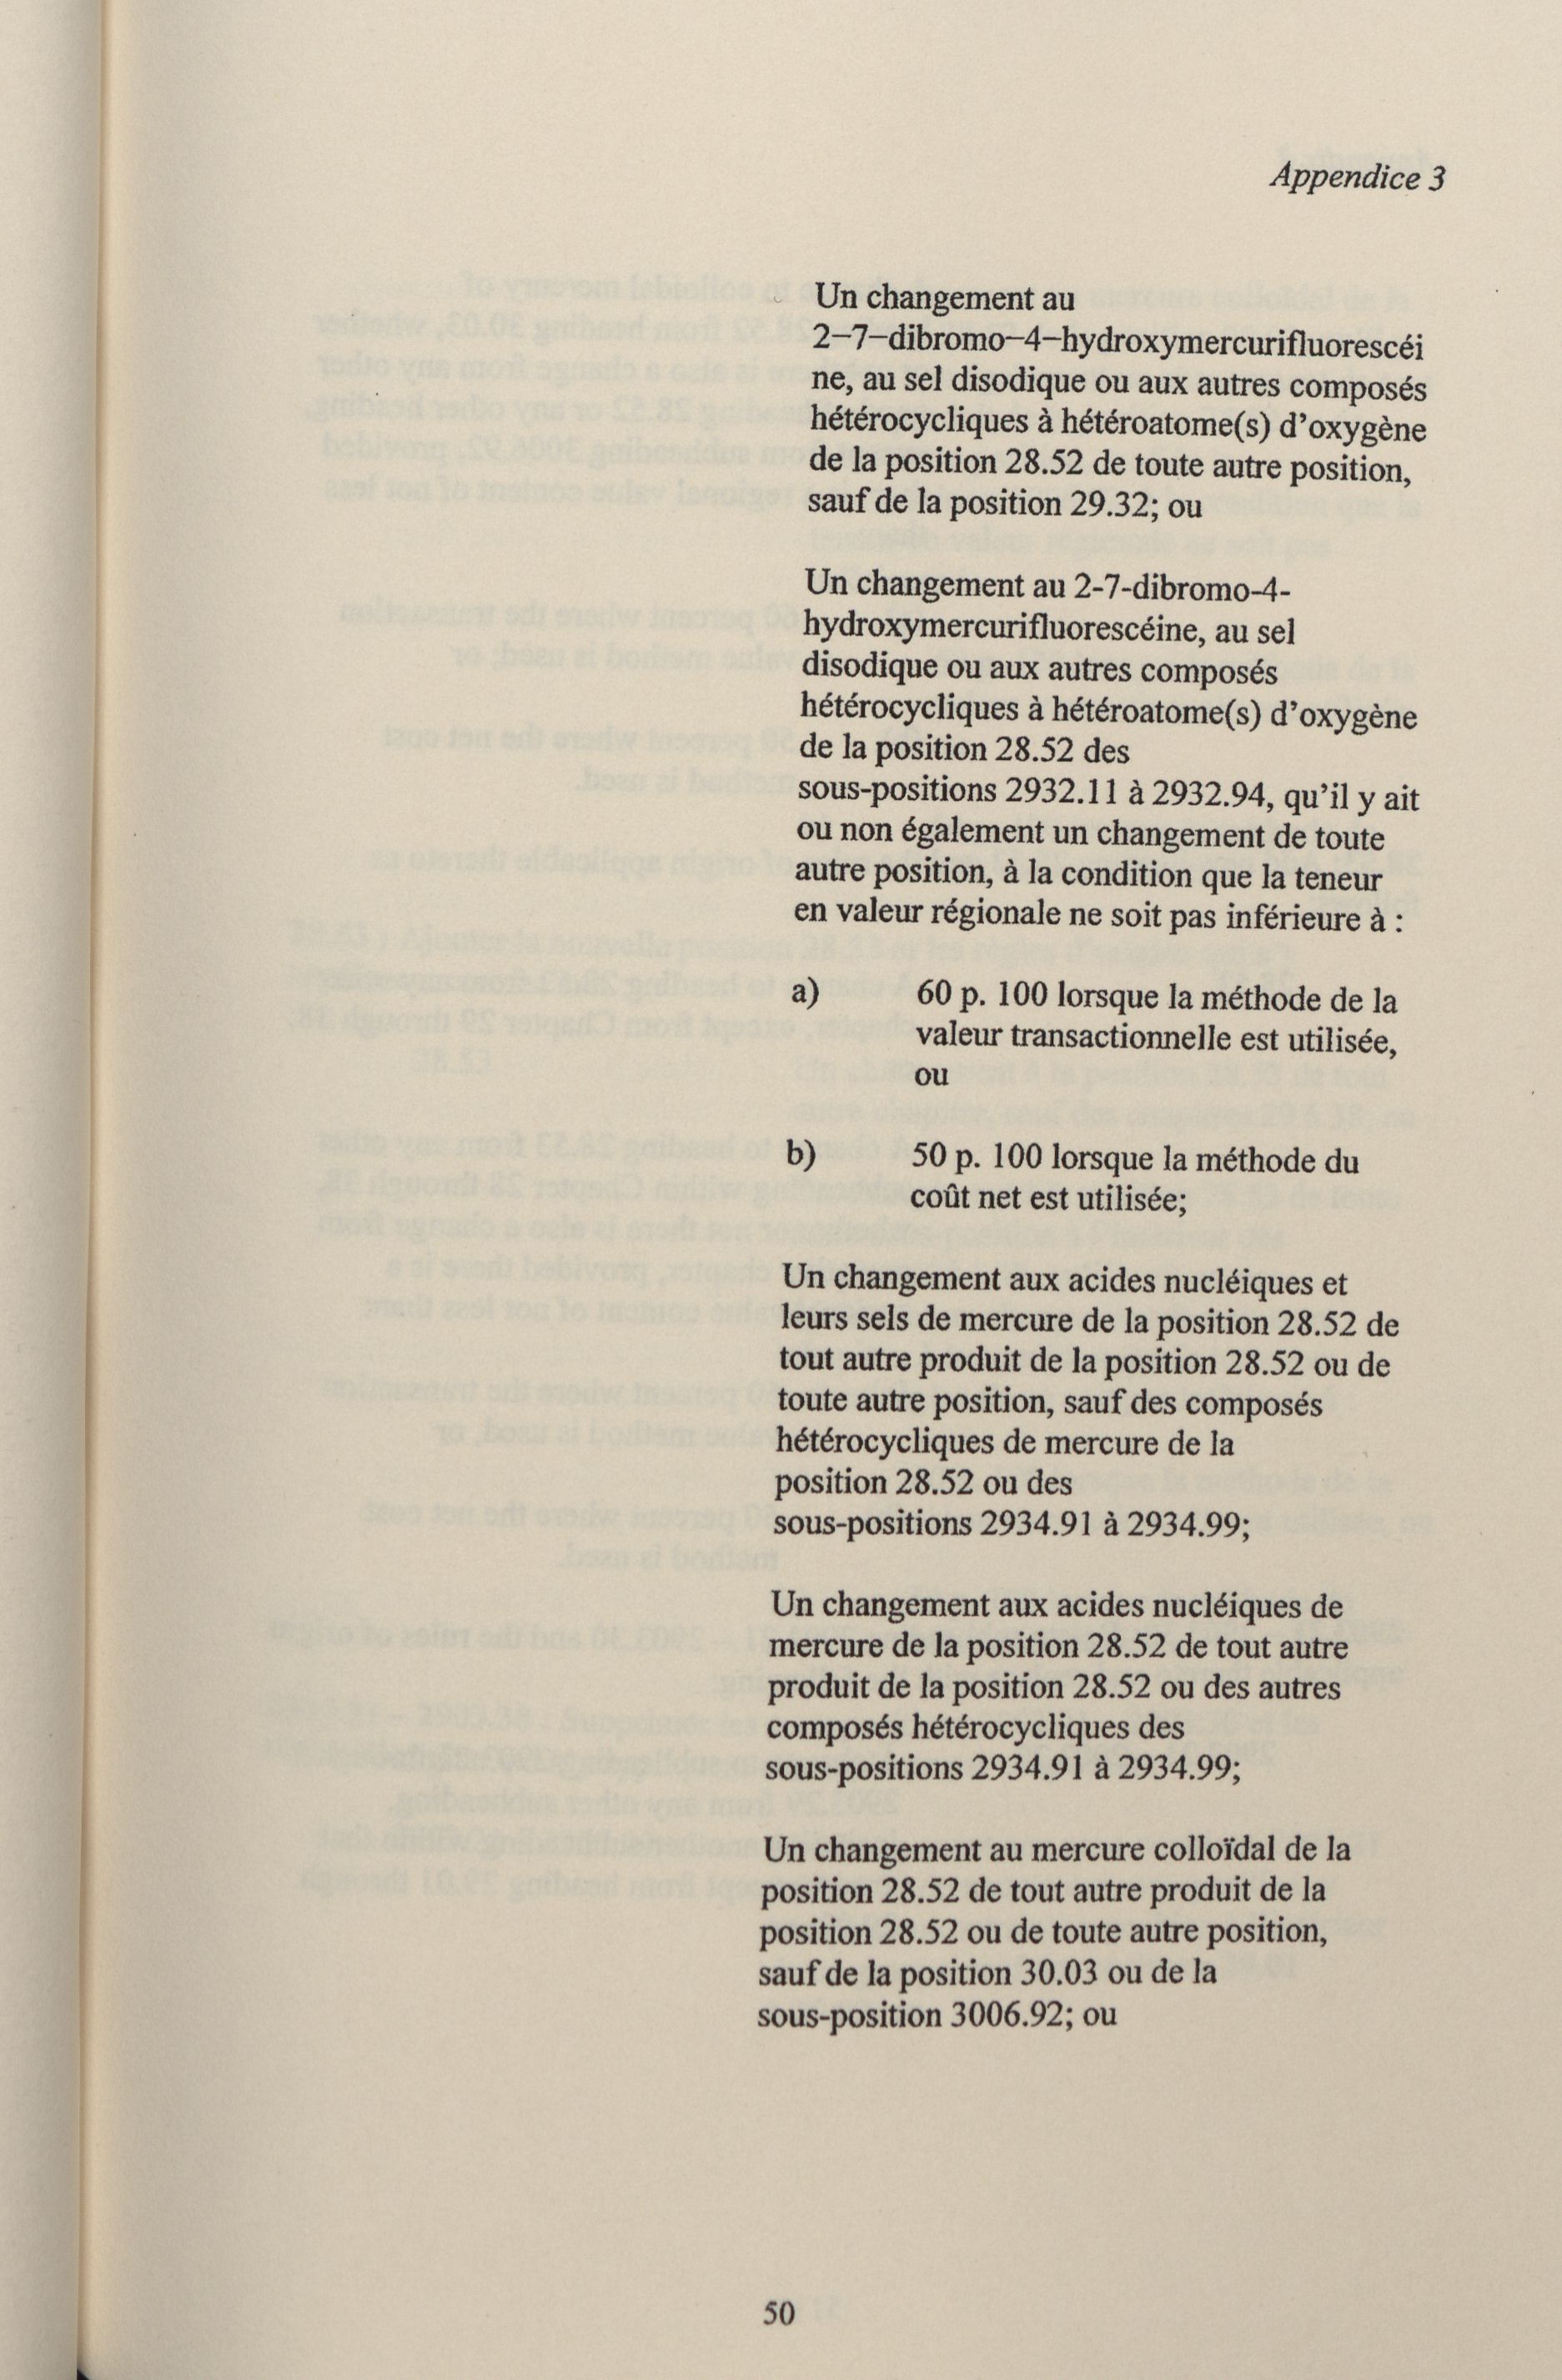 Appendice 3
Un changement au
2–7–dibromo–4–hydroxymercurifluorescéi
ne, au sel disodique ou aux autres composés
hétérocycliques à hétéroatome(s) d'oxygène
de la position 28.52 de toute autre position,
sauf de la position 29.32; ou
Un changement au 2-7-dibromo-4-
hydroxymercurifluorescéine, au sel
disodique ou aux autres composés
hétérocycliques à hétéroatome(s) d'oxygène
de la position 28.52 des
sous-positions 2932.11 à 2932.94, qu'il y ait
ou non également un changement de toute
autre position, à la condition que la teneur
en valeur régionale ne soit pas inférieure à :
a) 60 p. 100 lorsque la méthode de la
valeur transactionnelle est utilisée,
ou
b) 50 p. 100 lorsque la méthode du
coût net est utilisée;
Un changement aux acides nucléiques et
leurs sels de mercure de la position 28.52 de
tout autre produit de la position 28.52 ou de
toute autre position, sauf des composés
hétérocycliques de mercure de la
position 28.52 ou des
sous-positions 2934.91 à 2934.99;
Un changement aux acides nucléiques de
mercure de la position 28.52 de tout autre
produit de la position 28.52 ou des autres
composés hétérocycliques des
sous-positions 2934.91 à 2934.99;
Un changement au mercure colloïdal de la
position 28.52 de tout autre produit de la
position 28.52 ou de toute autre position,
sauf de la position 30.03 ou de la
sous-position 3006.92; ou
50